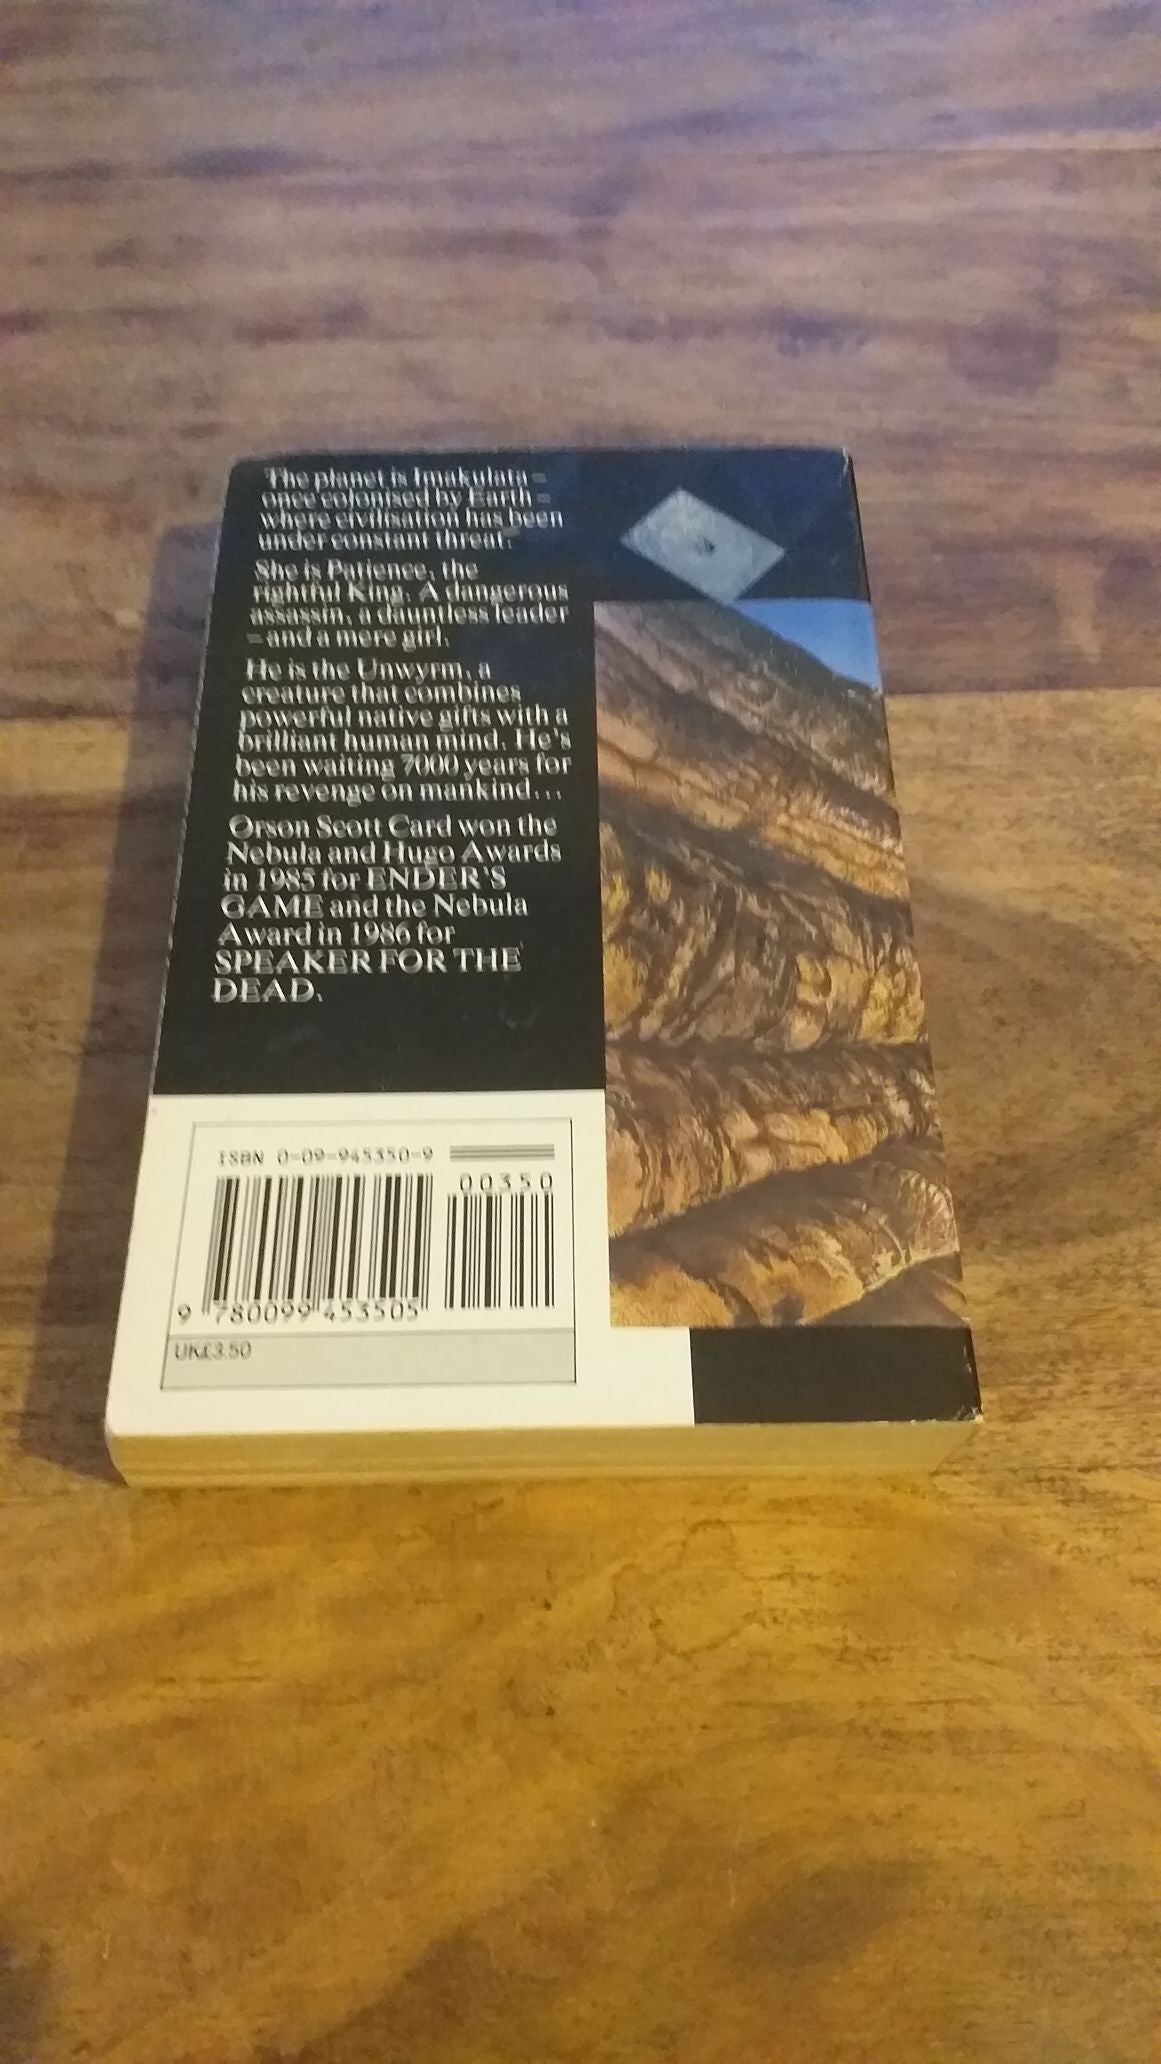 The planet is Imakulata –
once colonised by Earth –
where civilisation has been
under constant threat.
She is Patience, the
rightful King. A dangerous
assassin, a dauntless leader
– and a mere girl.
He is the Unwyrm, a
creature that combines
powerful native gifts with a
brilliant human mind. He's
been waiting 7000 years for
his revenge on mankind...
Orson Scott Card won the
Nebula and Hugo Awards
in 1985 for ENDER'S
GAME and the Nebula
Award in 1986 for
SPEAKER FOR THE
DEAD.
ISBN 0-09-945350-9
00350
9 780099 453505
UK£3.50